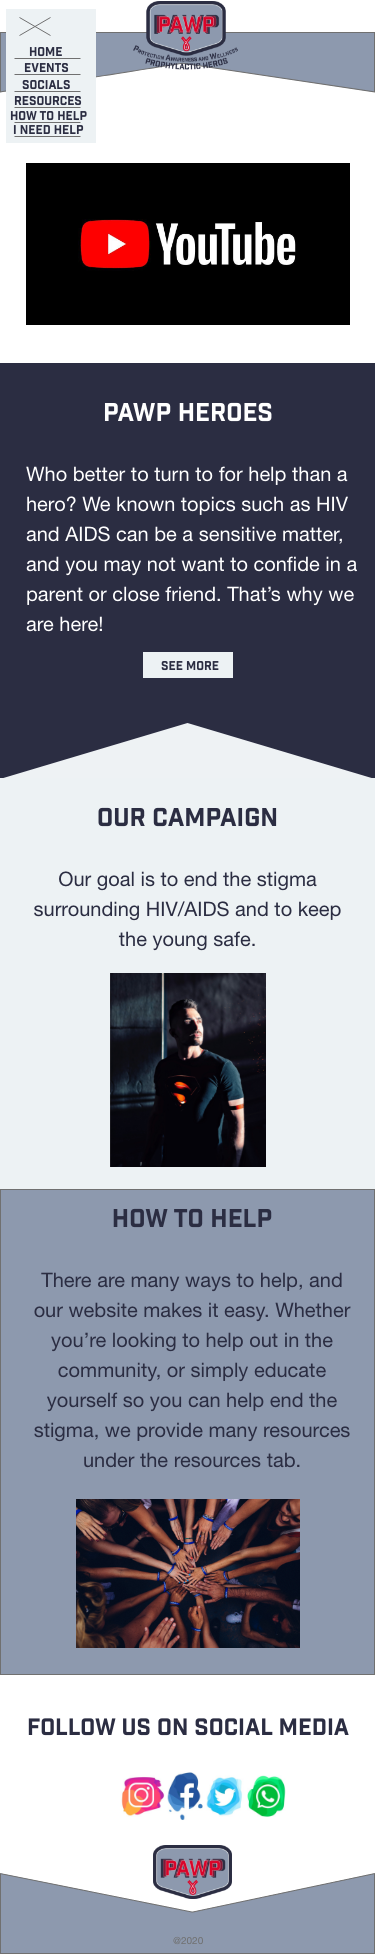 PAWP
Protection Awareness and Wellness
PROPHYLACTIC HEROS
HOME
EVENTS
SOCIALS
RESOURCES
HOW TO HELP
I NEED HELP
YouTube
PAWP HEROES
Who better to turn to for help than a
hero? We known topics such as HIV
and AIDS can be a sensitive matter,
and you may not want to confide in a
parent or close friend. That’s why we
are here!
SEE MORE
OUR CAMPAIGN
Our goal is to end the stigma
surrounding HIV/AIDS and to keep
the young safe.
HOW TO HELP
There are many ways to help, and
our website makes it easy. Whether
you’re looking to help out in the
community, or simply educate
yourself so you can help end the
stigma, we provide many resources
under the resources tab.
FOLLOW US ON SOCIAL MEDIA
PAWP
@2020